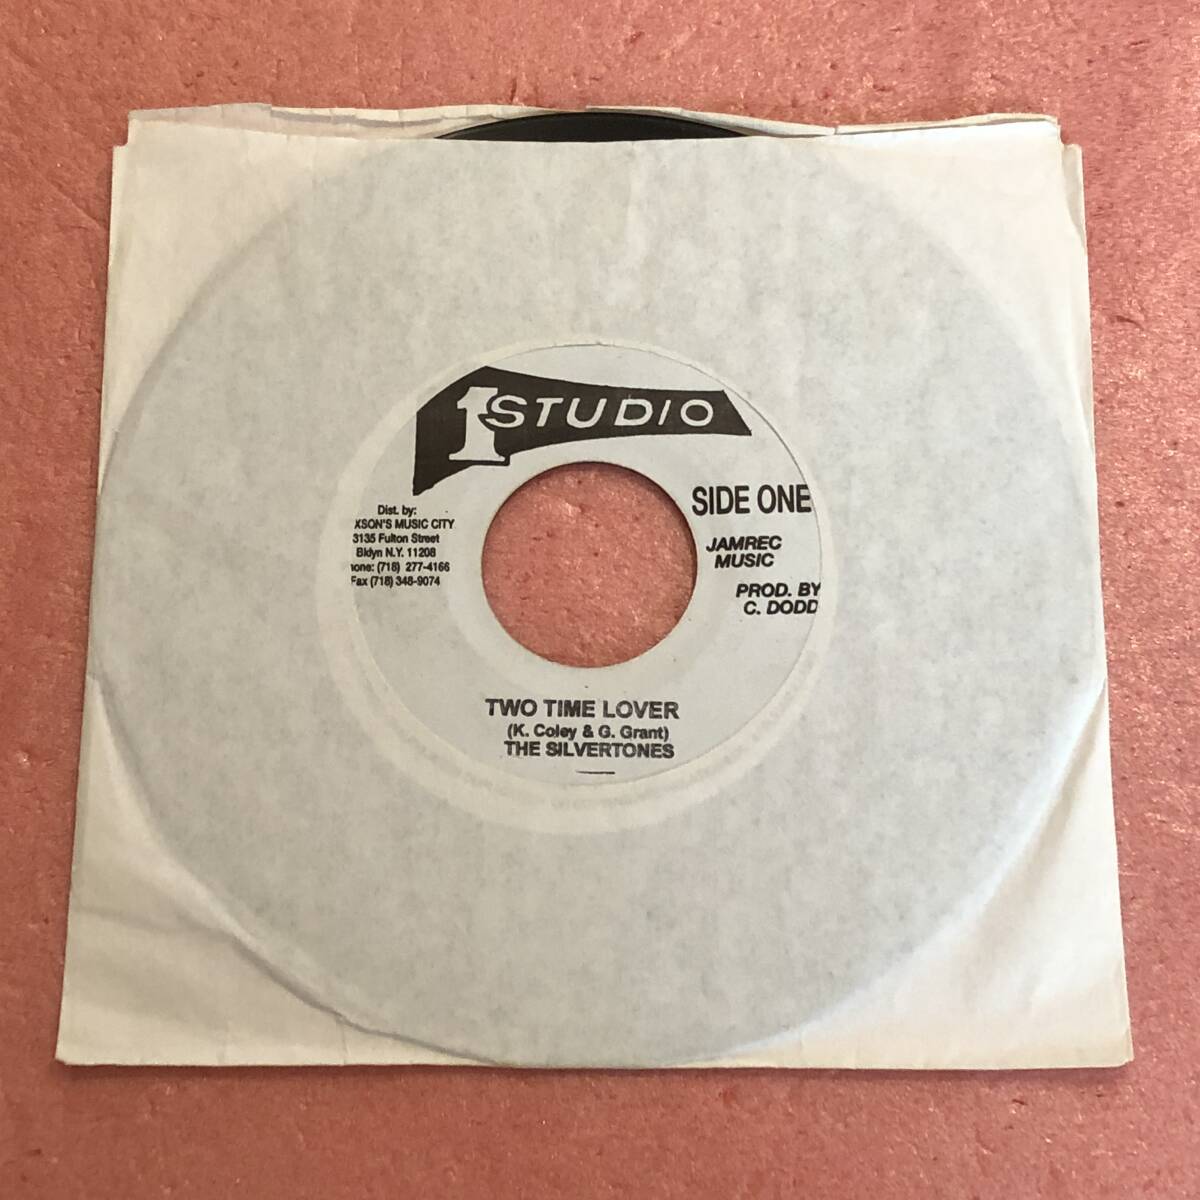 1 STUDIO
SIDE ONE
Dist. by:
XSON'S MUSIC CITY
3135 Fulton Street
Bklyn N.Y. 11208
one: (718) 277-4166
Fax (718) 348-9074
JAMREC
MUSIC
PROD. BY
C. DODD
TWO TIME LOVER
(K. Coley & G. Grant)
THE SILVERTONES